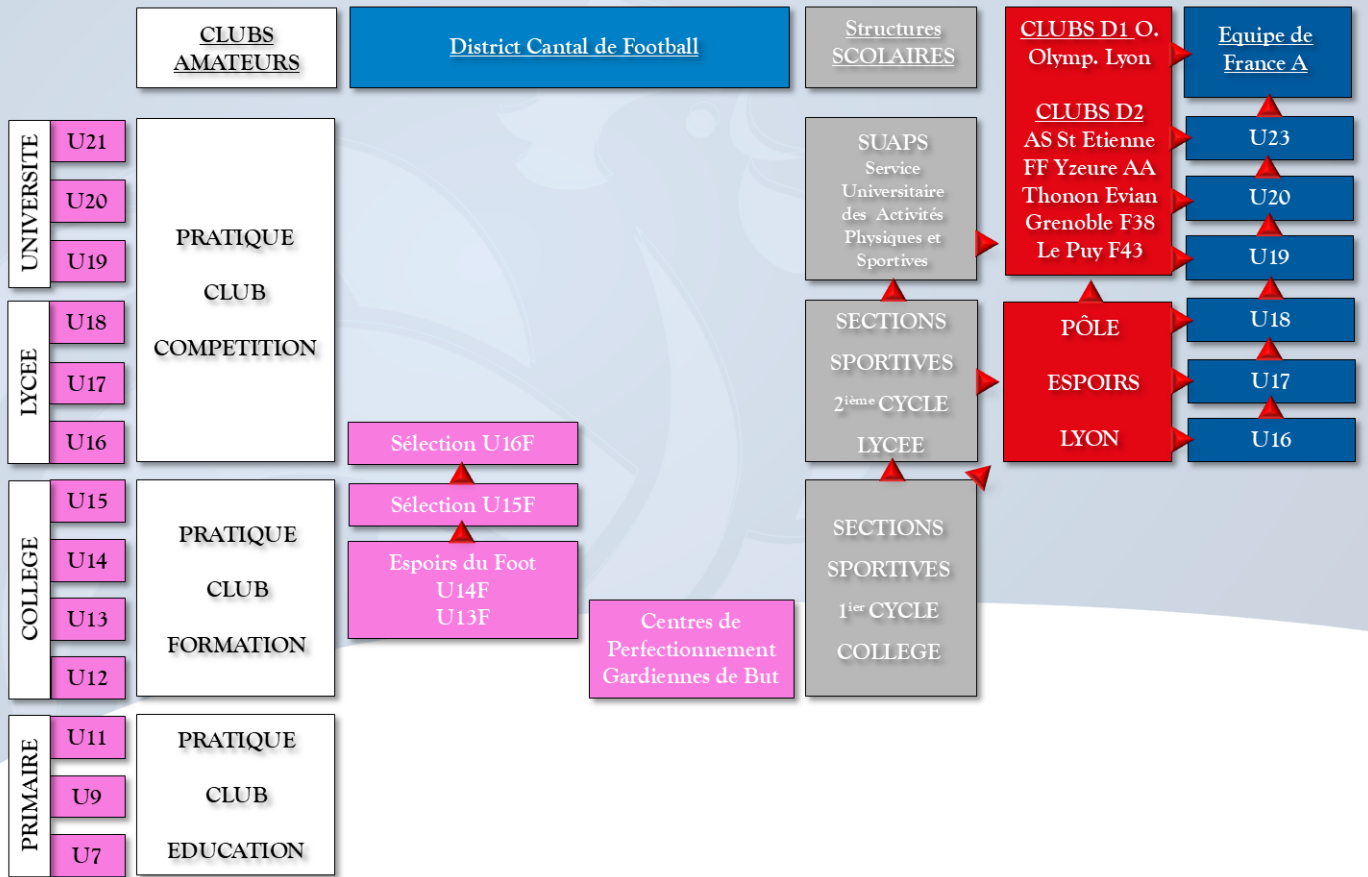 CLUBS
AMATEURS
District Cantal de Football
Structures
SCOLAIRES
CLUBS D1 O.
Olymp. Lyon
CLUBS D2
AS St Etienne
FF Yzeure AA
Thonon Evian
Grenoble F38
Le Puy F43
Equipe de
France A
UNIVERSITE
U21
U20
U19
PRATIQUE
CLUB
COMPETITION
SUAPS
Service
Universitaire
des Activités
Physiques et
Sportives
U23
U20
U19
LYCEE
U18
U17
U16
Sélection U16F
SECTIONS
SPORTIVES
2ième CYCLE
LYCEE
PÔLE
ESPOIRS
LYON
U18
U17
U16
COLLEGE
U15
U14
U13
U12
PRATIQUE
CLUB
FORMATION
Sélection U15F
Espoirs du Foot
U14F
U13F
Centres de
Perfectionnement
Gardiennes de But
SECTIONS
SPORTIVES
1ier CYCLE
COLLEGE
PRIMAIRE
U11
U9
U7
PRATIQUE
CLUB
EDUCATION